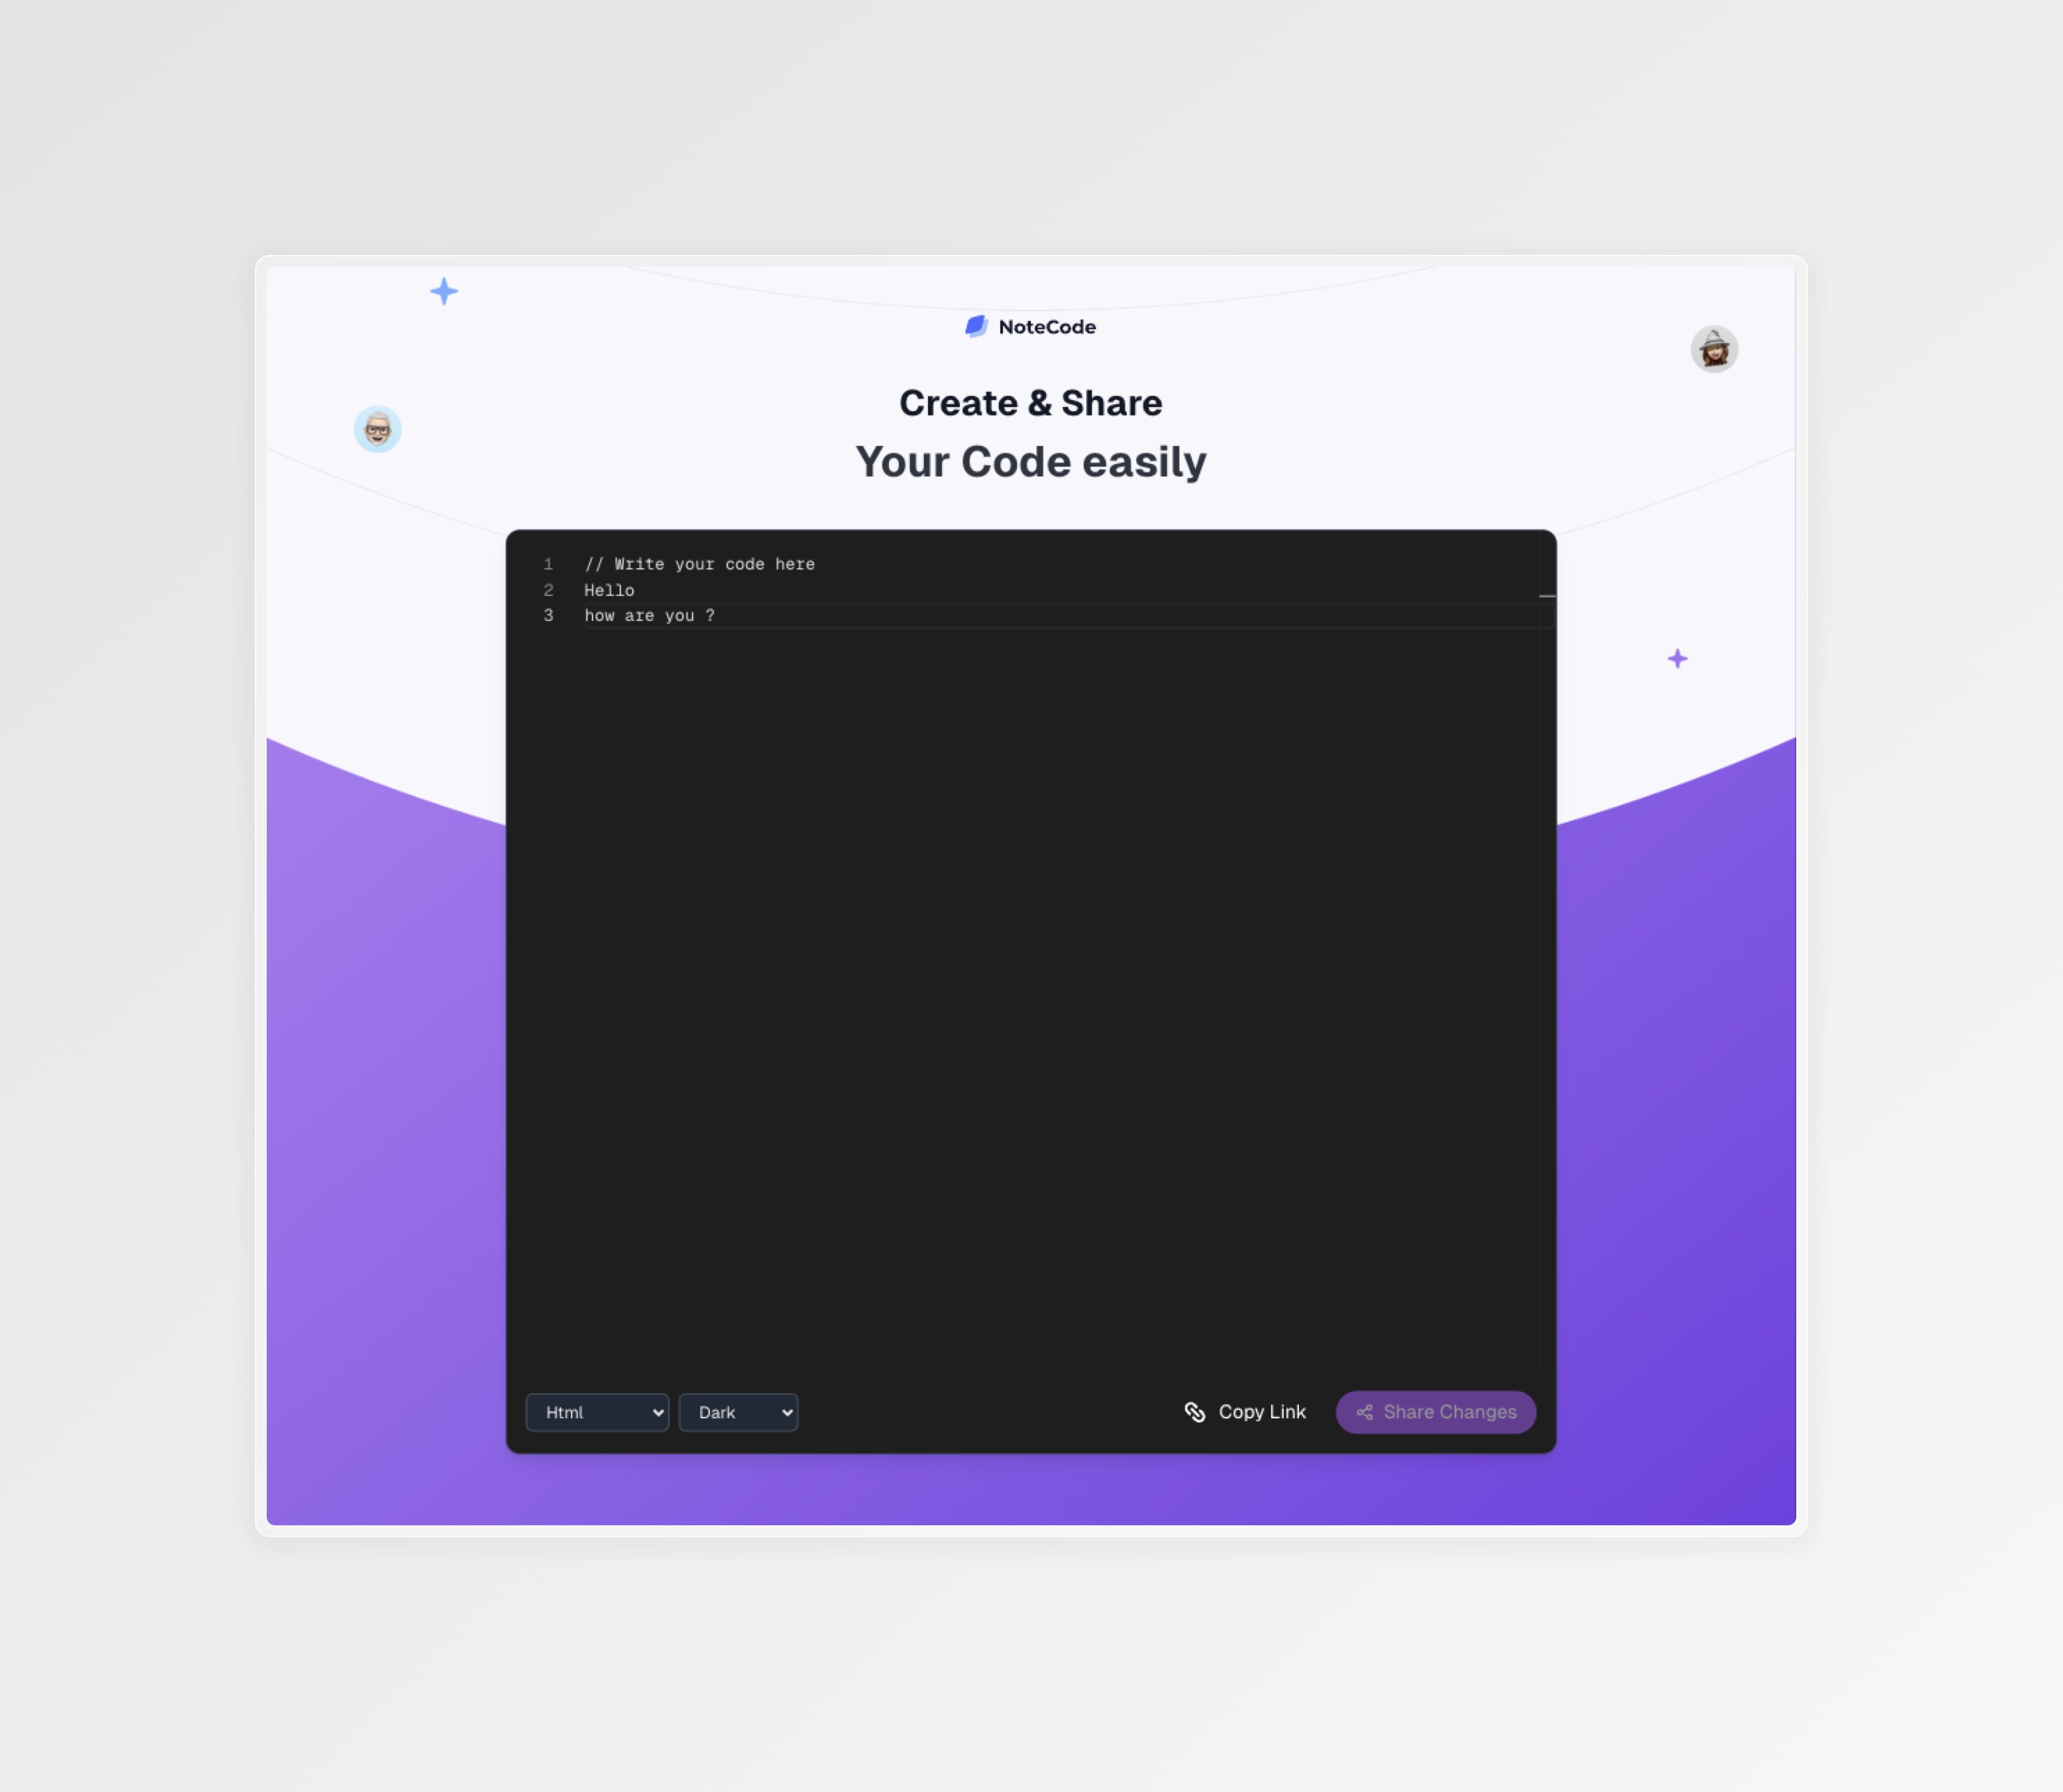 NoteCode
Create & Share
Your Code easily
1 // Write your code here
2 Hello
3 how are you ?
Html Dark Copy Link Share Changes